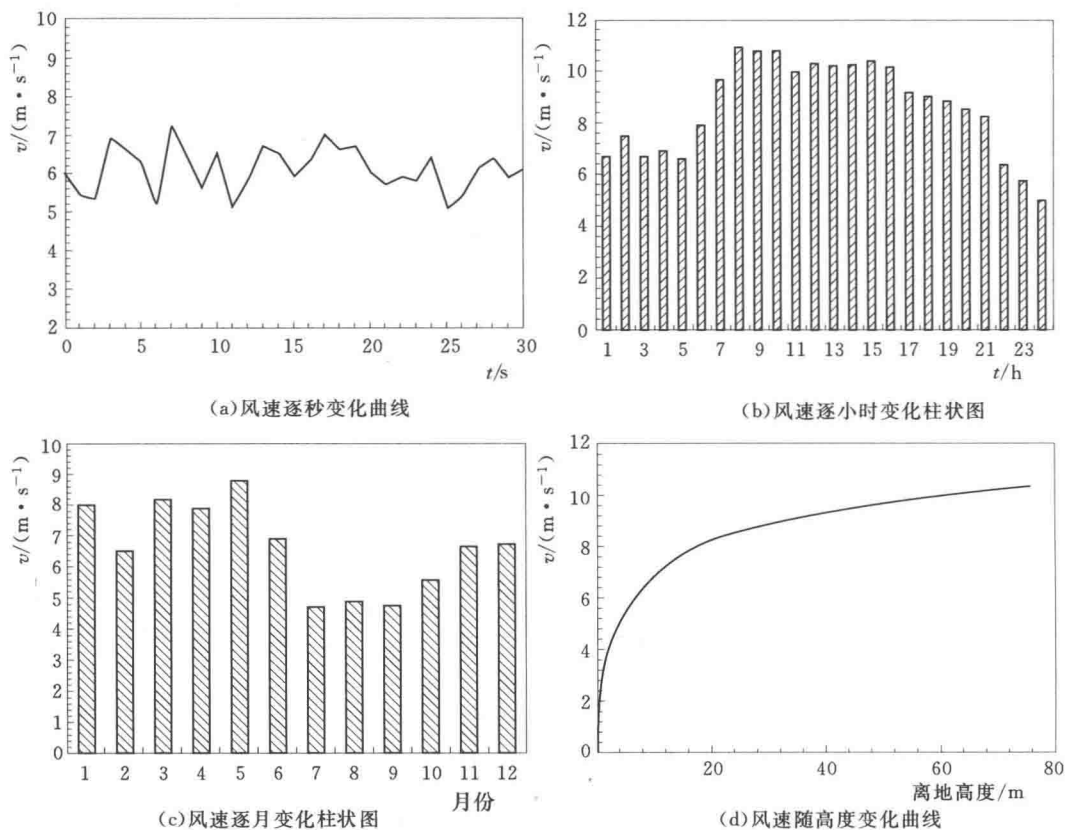 10
9
8
7
6
5
4
3
2
v/(m·s⁻¹)
0 5 10 15 20 25 30
t/s
(a)风速逐秒变化曲线
12
10
8
6
4
2
0
v/(m·s⁻¹)
1 3 5 7 9 11 13 15 17 19 21 23
t/h
(b)风速逐小时变化柱状图
10
9
8
7
6
5
4
3
2
1
0
v/(m·s⁻¹)
1 2 3 4 5 6 7 8 9 10 11 12
月份
(c)风速逐月变化柱状图
12
10
8
6
4
2
0
v/(m·s⁻¹)
20 40 60 80
离地高度/m
(d)风速随高度变化曲线